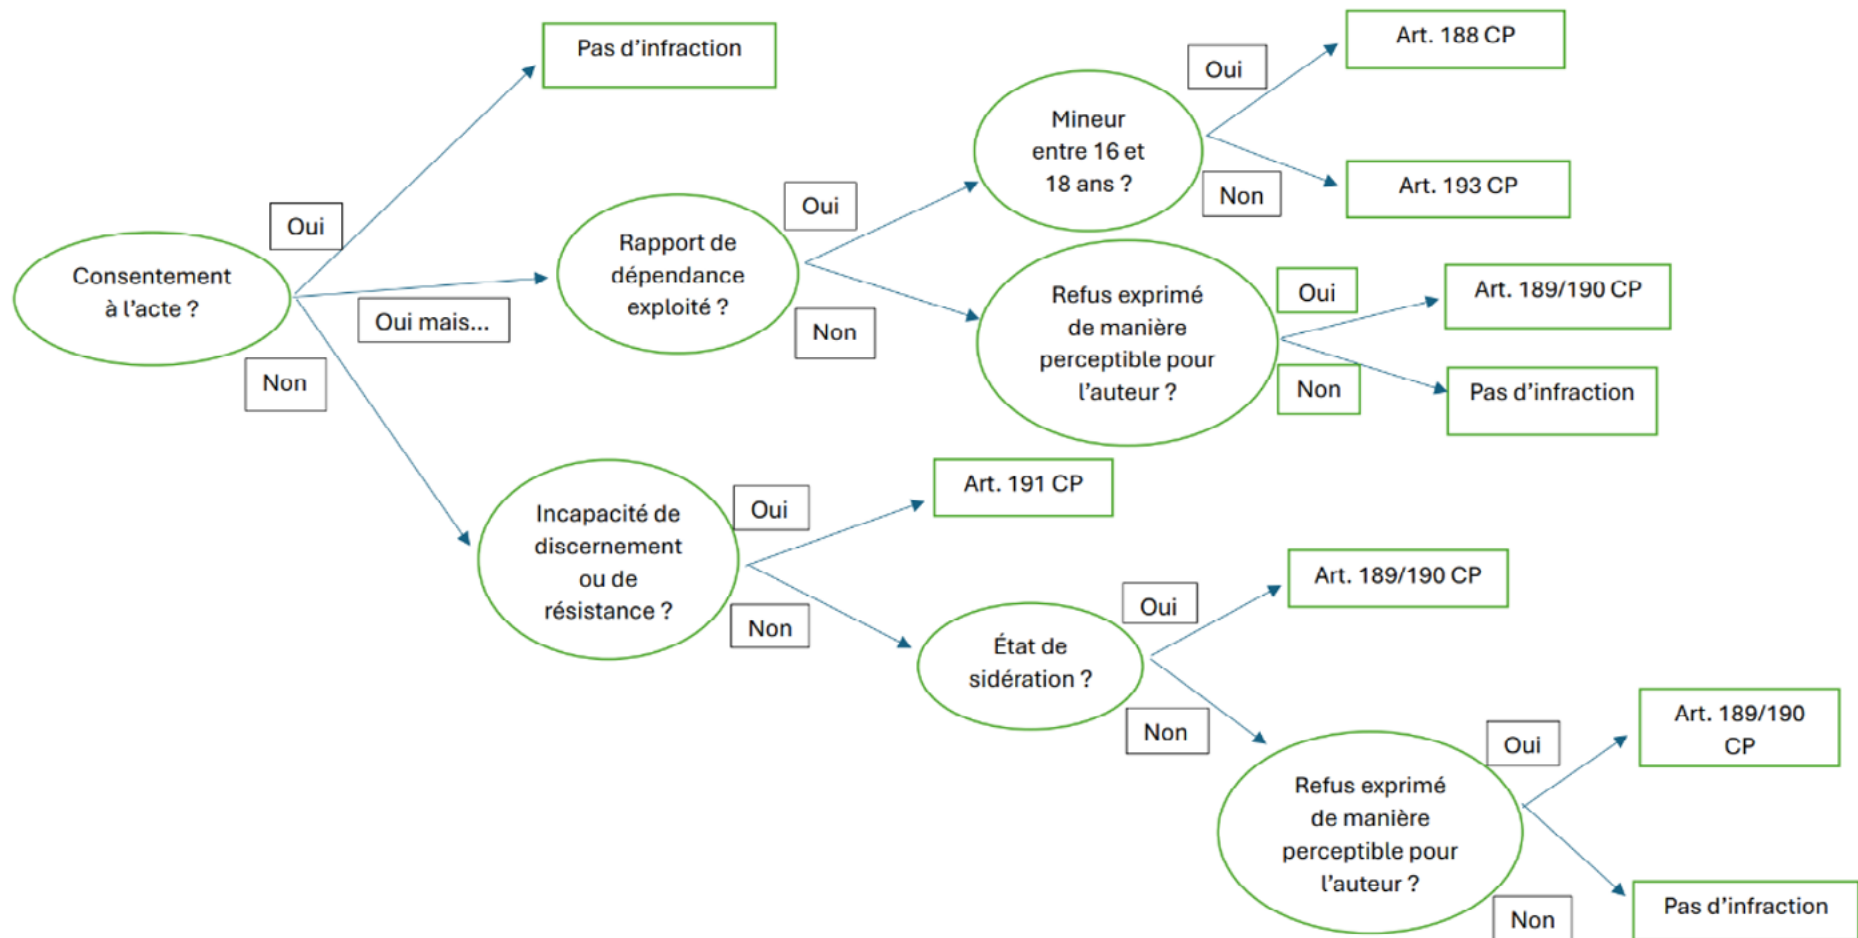 Pas d’infraction
Art. 188 CP
Oui
Mineur
entre 16 et
18 ans ?
Non
Art. 193 CP
Oui
Consentement
à l’acte ?
Oui mais...
Non
Rapport de
dépendance
exploité ?
Oui
Non
Refus exprimé
de manière
perceptible pour
l’auteur ?
Oui
Art. 189/190 CP
Non
Pas d’infraction
Incapacité de
discernement
ou de
résistance ?
Oui
Art. 191 CP
Non
État de
sidération ?
Oui
Art. 189/190 CP
Non
Refus exprimé
de manière
perceptible pour
l’auteur ?
Oui
Art. 189/190
CP
Non
Pas d’infraction